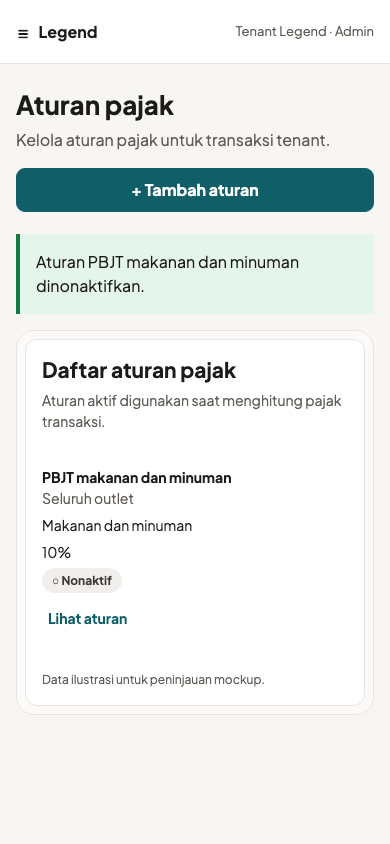 ≡ Legend
Tenant Legend · Admin
Aturan pajak
Kelola aturan pajak untuk transaksi tenant.
+ Tambah aturan
Aturan PBJT makanan dan minuman
dinonaktifkan.
Daftar aturan pajak
Aturan aktif digunakan saat menghitung pajak
transaksi.
PBJT makanan dan minuman
Seluruh outlet
Makanan dan minuman
10%
○ Nonaktif
Lihat aturan
Data ilustrasi untuk peninjauan mockup.